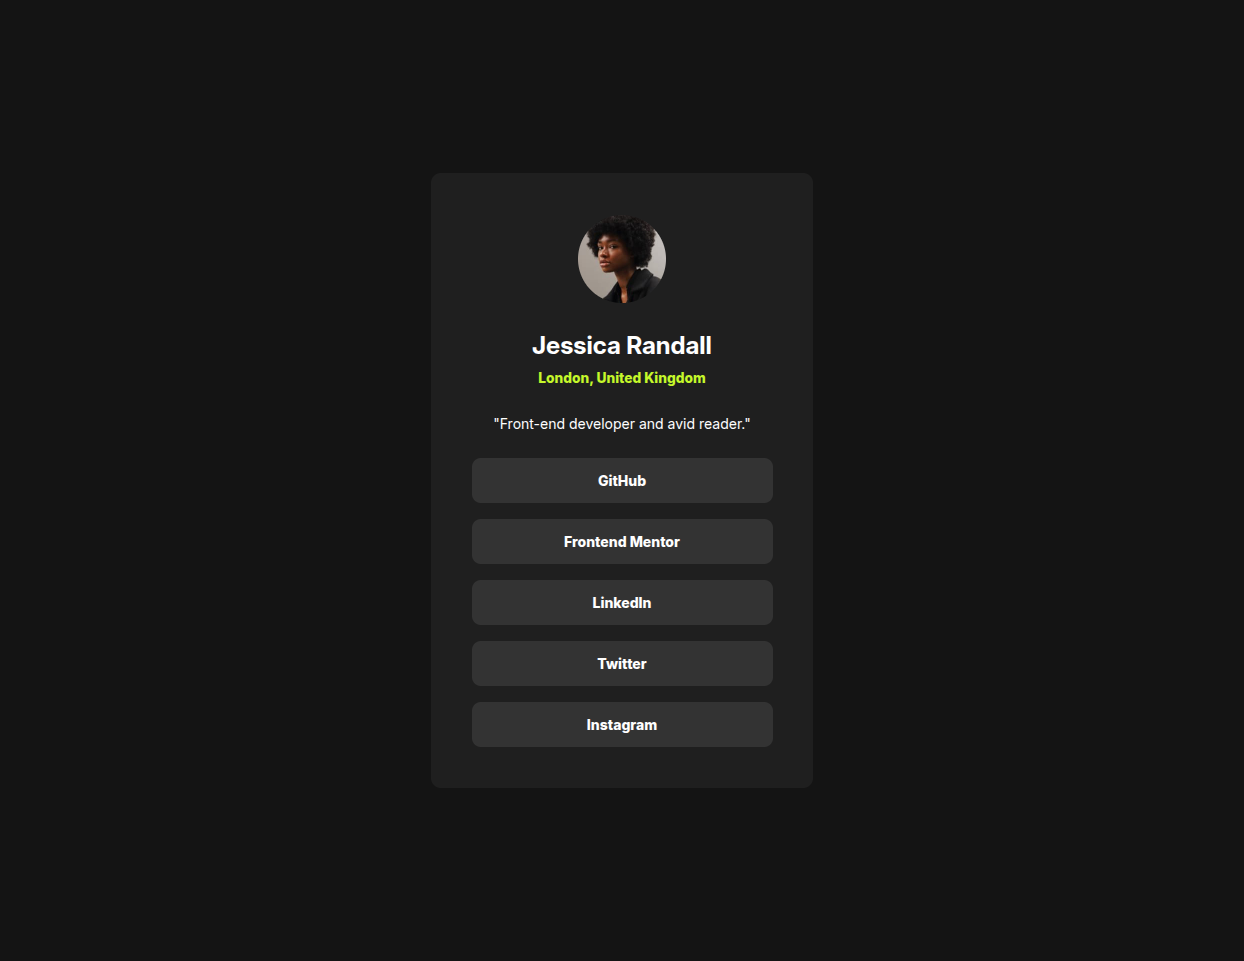 Jessica Randall
London, United Kingdom
"Front-end developer and avid reader."
GitHub
Frontend Mentor
LinkedIn
Twitter
Instagram